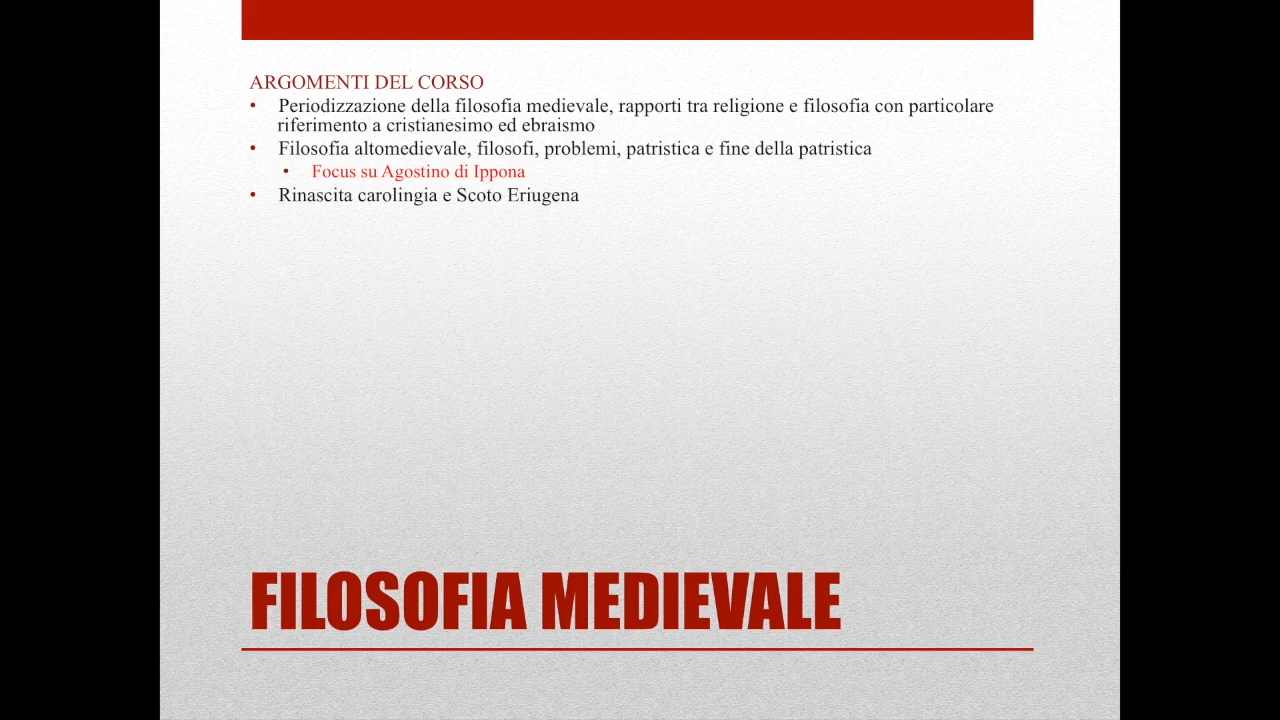 ARGOMENTI DEL CORSO
• Periodizzazione della filosofia medievale, rapporti tra religione e filosofia con particolare
riferimento a cristianesimo ed ebraismo
• Filosofia altomedievale, filosofi, problemi, patristica e fine della patristica
• Focus su Agostino di Ippona
• Rinascita carolingia e Scoto Eriugena
FILOSOFIA MEDIEVALE